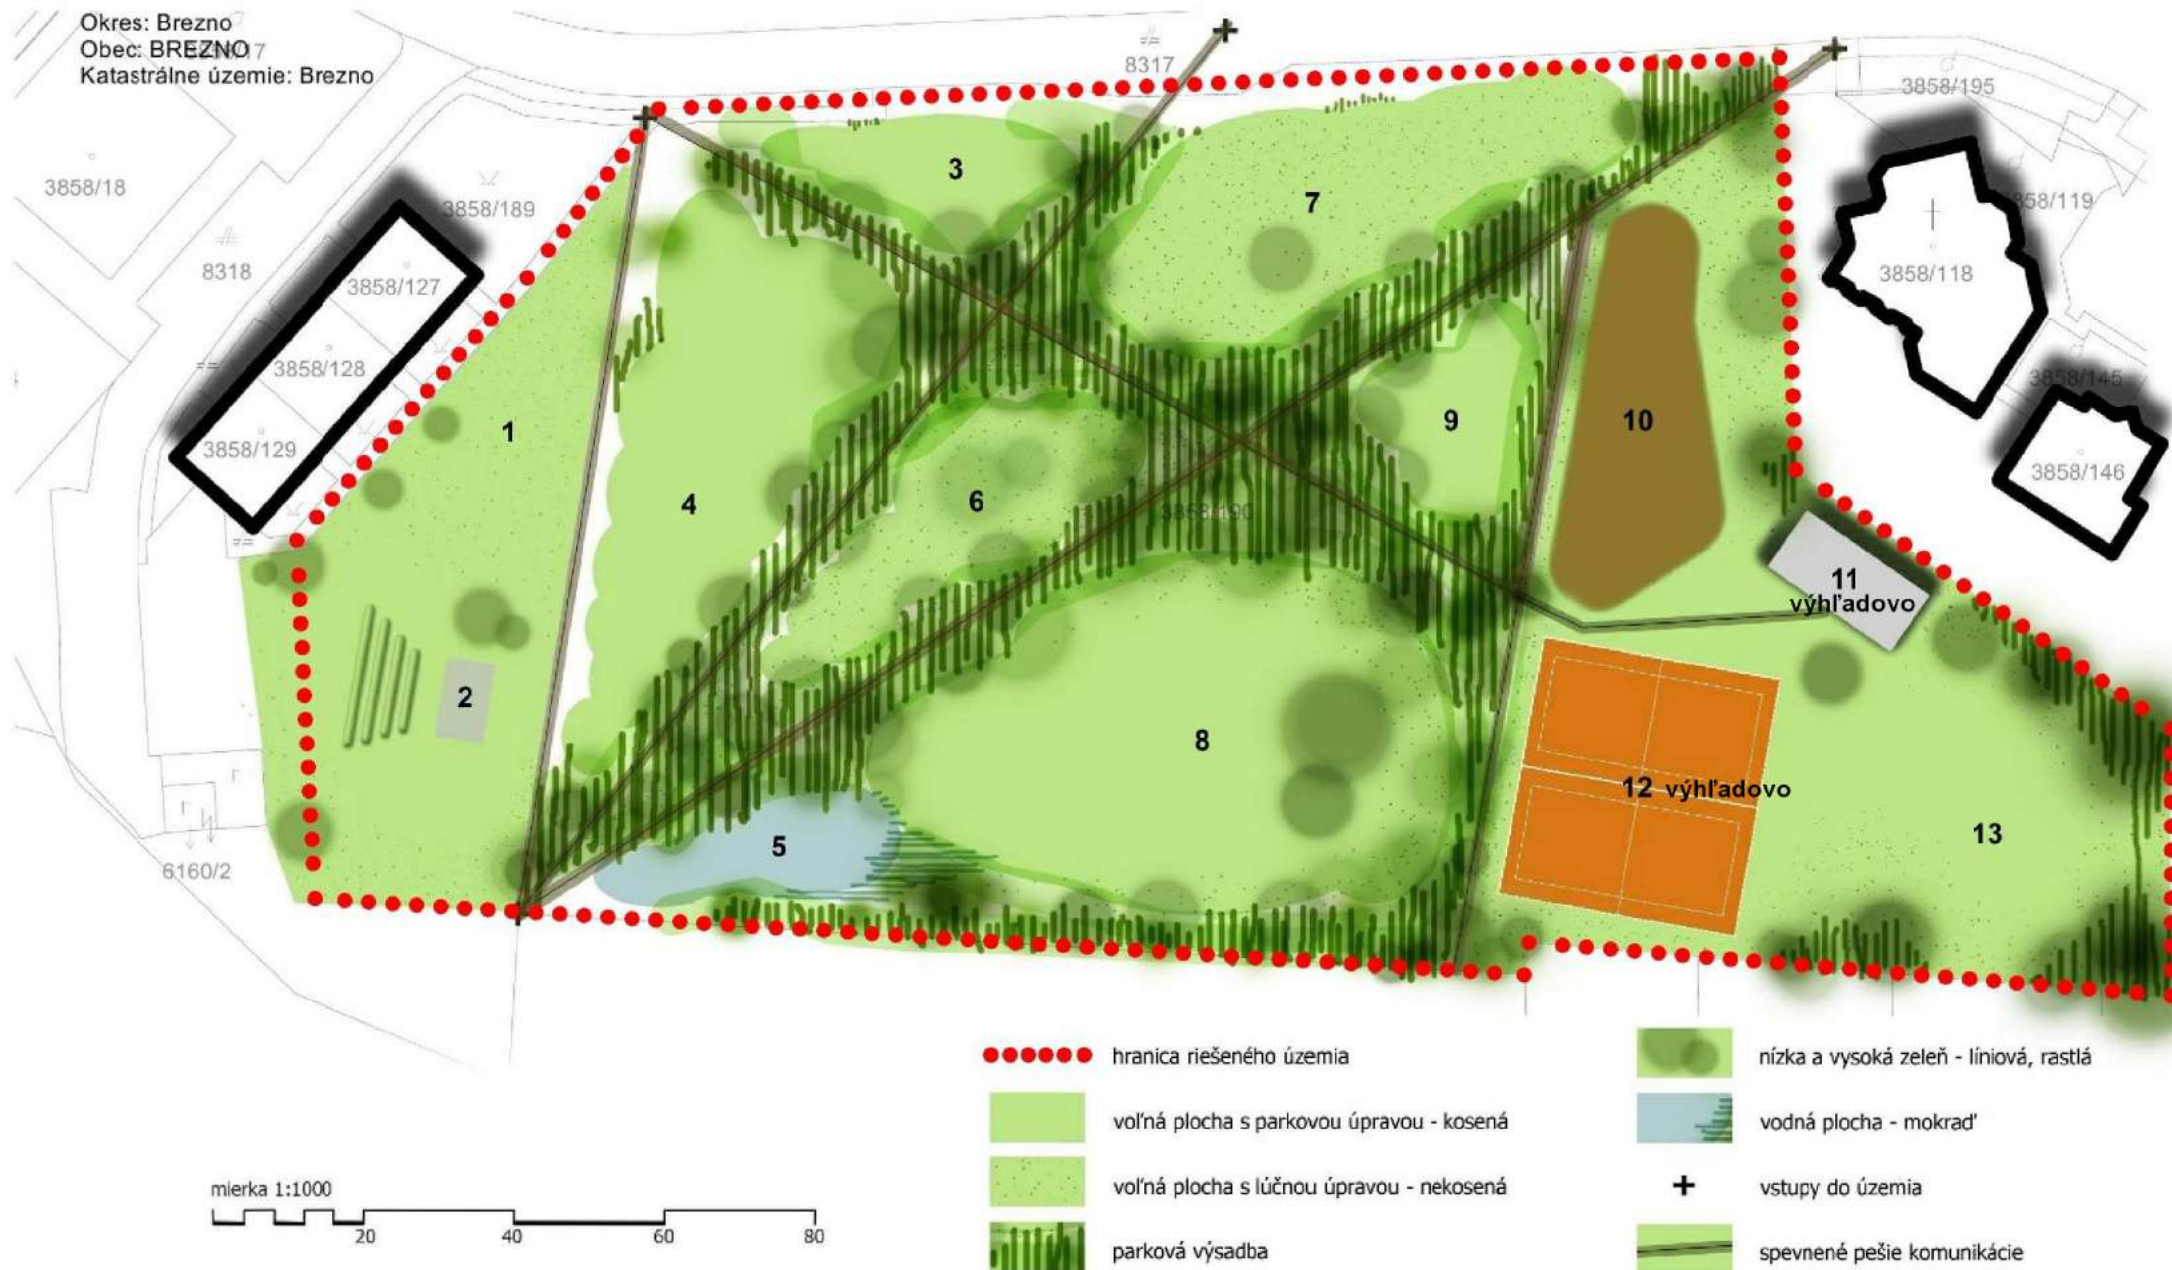 Okres: Brezno
Obec: BREZNO
Katastrálne územie: Brezno
8317
3858/195
3858/18
3858/189
3858/119
8318
3858/127
3858/118
3858/128
3858/145
3858/129
3858/146
3
7
1
4
6
9
10
3858/190
11
výhľadovo
2
8
12 výhľadovo
5
13
6160/2
hranica riešeného územia
voľná plocha s parkovou úpravou - kosená
voľná plocha s lúčnou úpravou - nekosená
parková výsadba
nízka a vysoká zeleň - líniová, rastlá
vodná plocha - mokraď
vstupy do územia
spevnené pešie komunikácie
mierka 1:1000
20 40 60 80